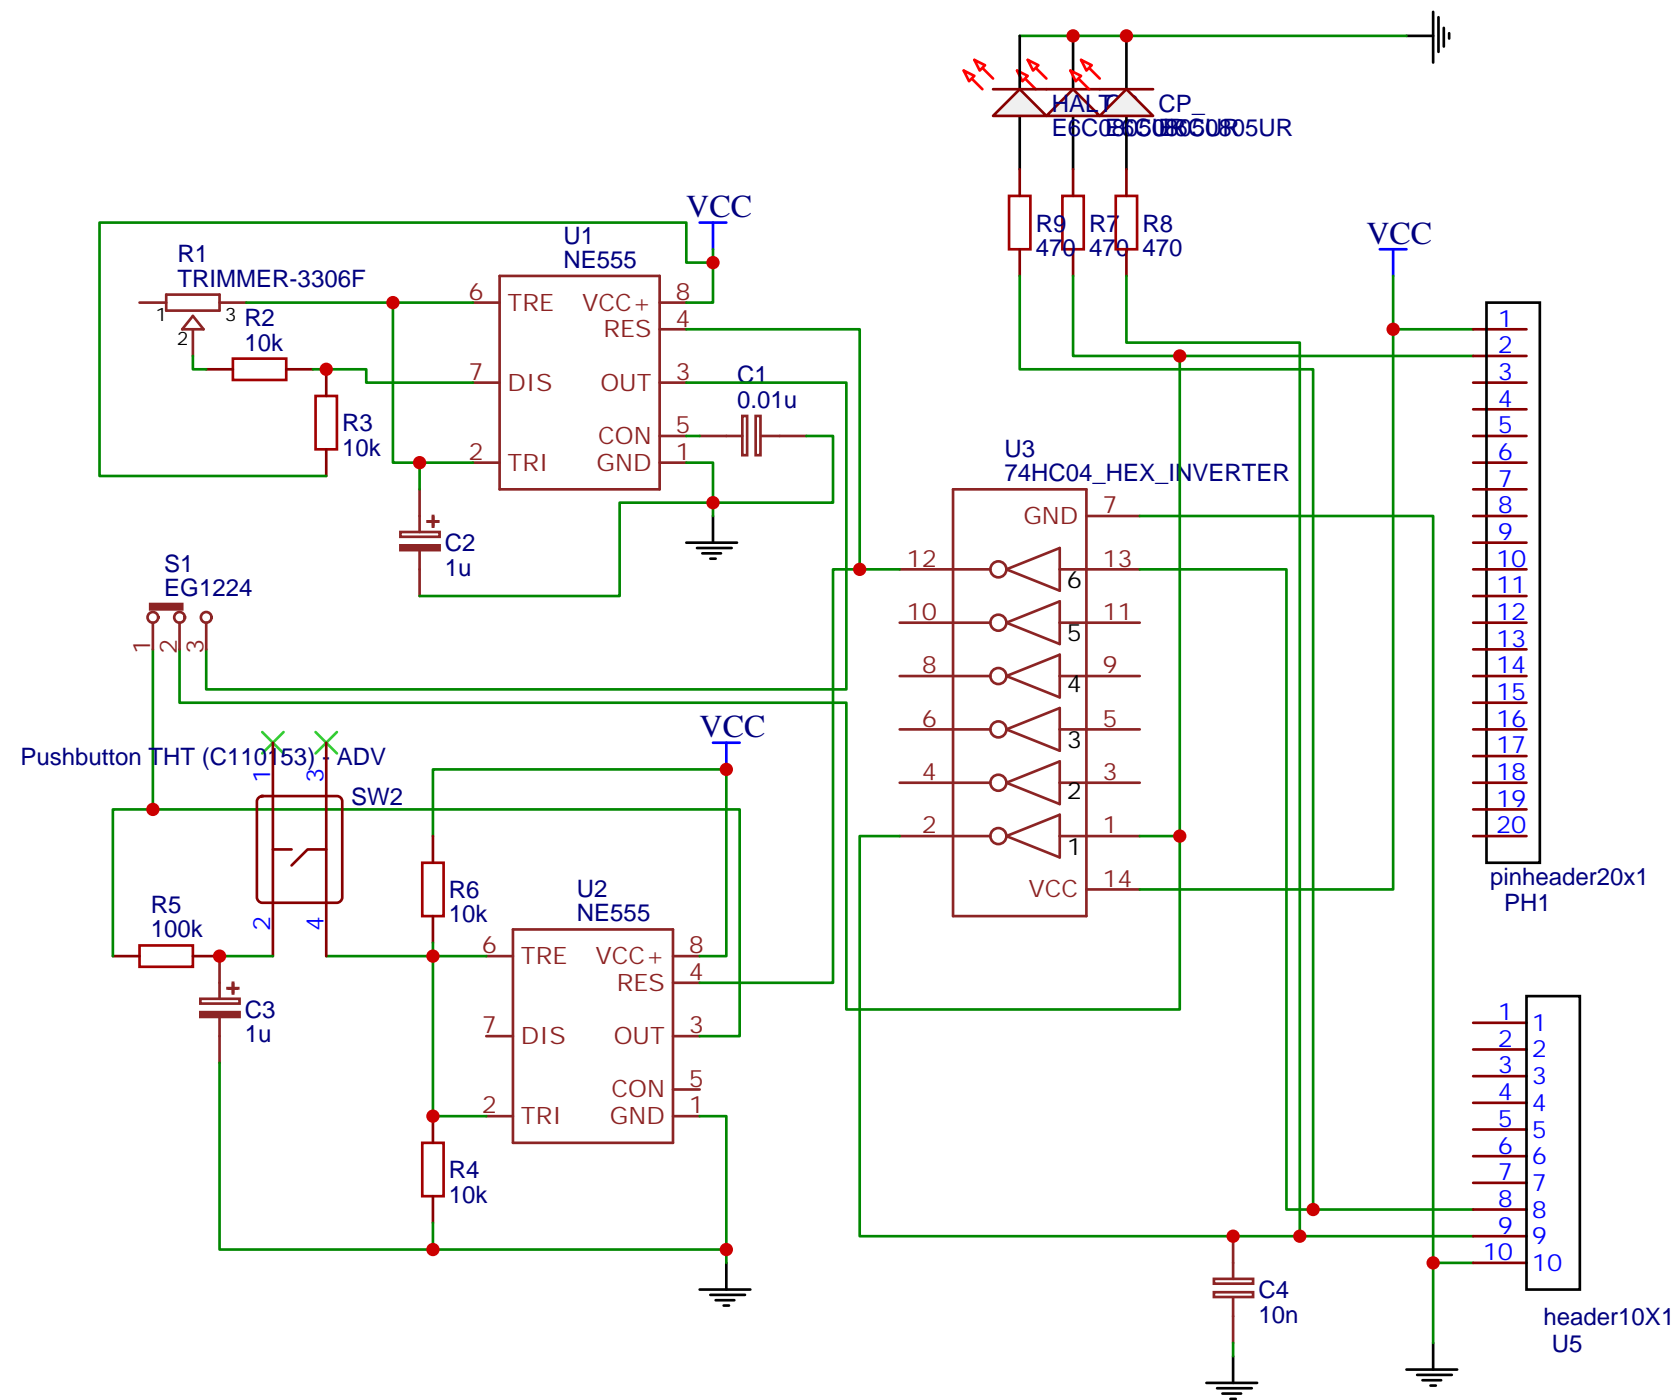 HALT
CP_
E6C0805UR
R9
470
R7
470
R8
470
VCC
R1
TRIMMER-3306F
1
3
2
R2
10k
R3
10k
U1
NE555
VCC
6 TRE VCC+ 8
RES 4
7 DIS OUT 3
CON 5
2 TRI GND 1
C1
0.01u
C2
1u
VCC
S1
EG1224
1
2
3
Pushbutton THT (C110153) - ADV
1
3
SW2
2
4
R5
100k
C3
1u
R6
10k
R4
10k
VCC
U2
NE555
6 TRE VCC+ 8
RES 4
7 DIS OUT 3
CON 5
2 TRI GND 1
U3
74HC04_HEX_INVERTER
GND 7
12 6 13
10 5 11
8 4 9
6 3 5
4 2 3
2 1 1
VCC 14
1
2
3
4
5
6
7
8
9
10
11
12
13
14
15
16
17
18
19
20
pinheader20x1
PH1
1 1
2 2
3 3
4 4
5 5
6 6
7 7
8 8
9 9
10 10
header10X1
U5
C4
10n